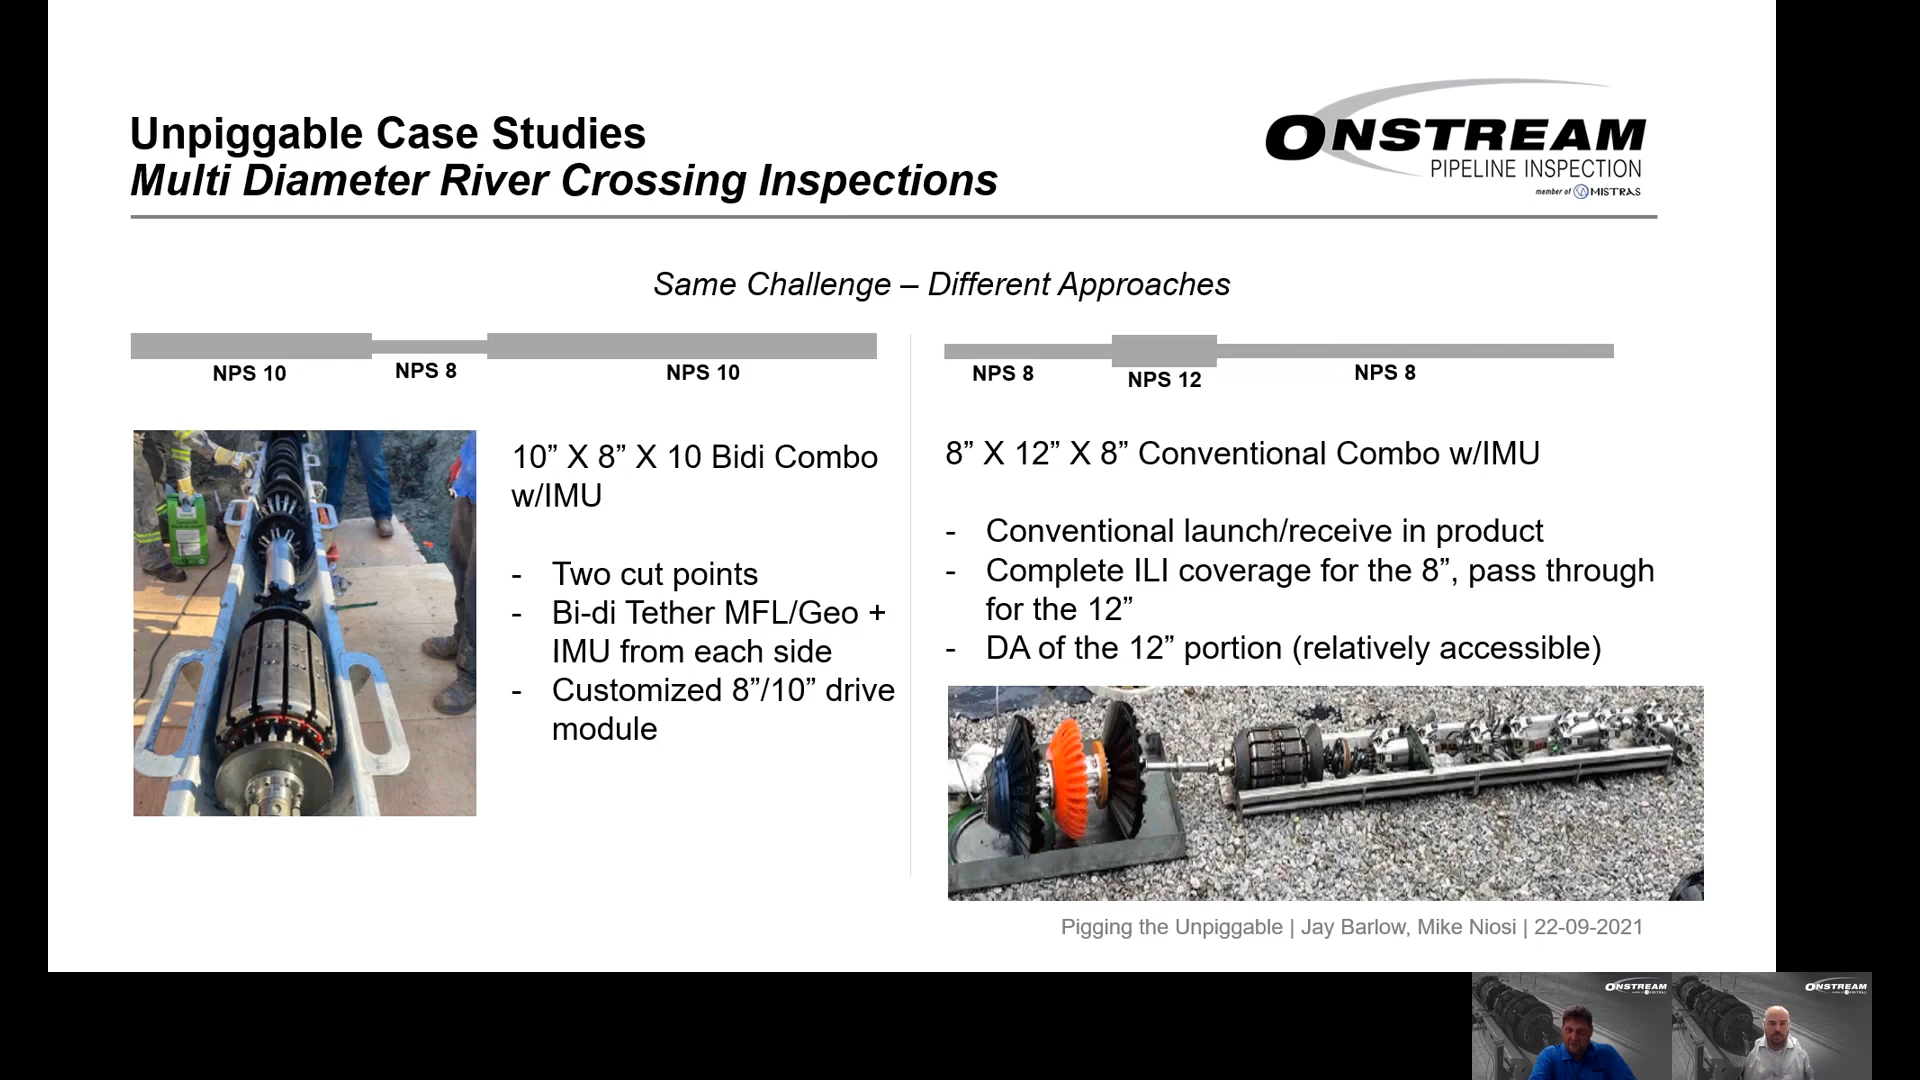 Unpiggable Case Studies
Multi Diameter River Crossing Inspections
ONSTREAM
PIPELINE INSPECTION
member of MISTRAS
Same Challenge – Different Approaches
NPS 10
NPS 8
NPS 10
10” X 8” X 10 Bidi Combo
w/IMU
- Two cut points
- Bi-di Tether MFL/Geo +
IMU from each side
- Customized 8”/10” drive
module
NPS 8
NPS 12
NPS 8
8” X 12” X 8” Conventional Combo w/IMU
- Conventional launch/receive in product
- Complete ILI coverage for the 8”, pass through
for the 12”
- DA of the 12” portion (relatively accessible)
Pigging the Unpiggable | Jay Barlow, Mike Niosi | 22-09-2021
ONSTREAM
ONSTREAM